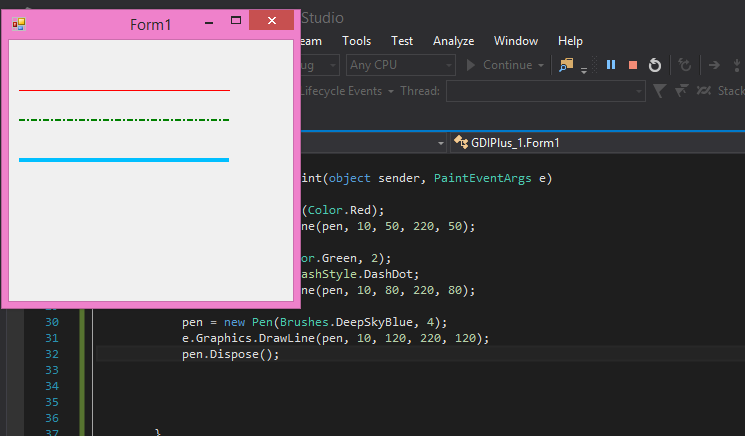 Form1
Studio
Tools Test Analyze Window Help
Any CPU
Continue
Lifecycle Events Thread:
Stack
GDIPlus_1.Form1
int(object sender, PaintEventArgs e)
(Color.Red);
ne(pen, 10, 50, 220, 50);
or.Green, 2);
ashStyle.DashDot;
ne(pen, 10, 80, 220, 80);
30 pen = new Pen(Brushes.DeepSkyBlue, 4);
31 e.Graphics.DrawLine(pen, 10, 120, 220, 120);
32 pen.Dispose();
33
34
35
36
37 }